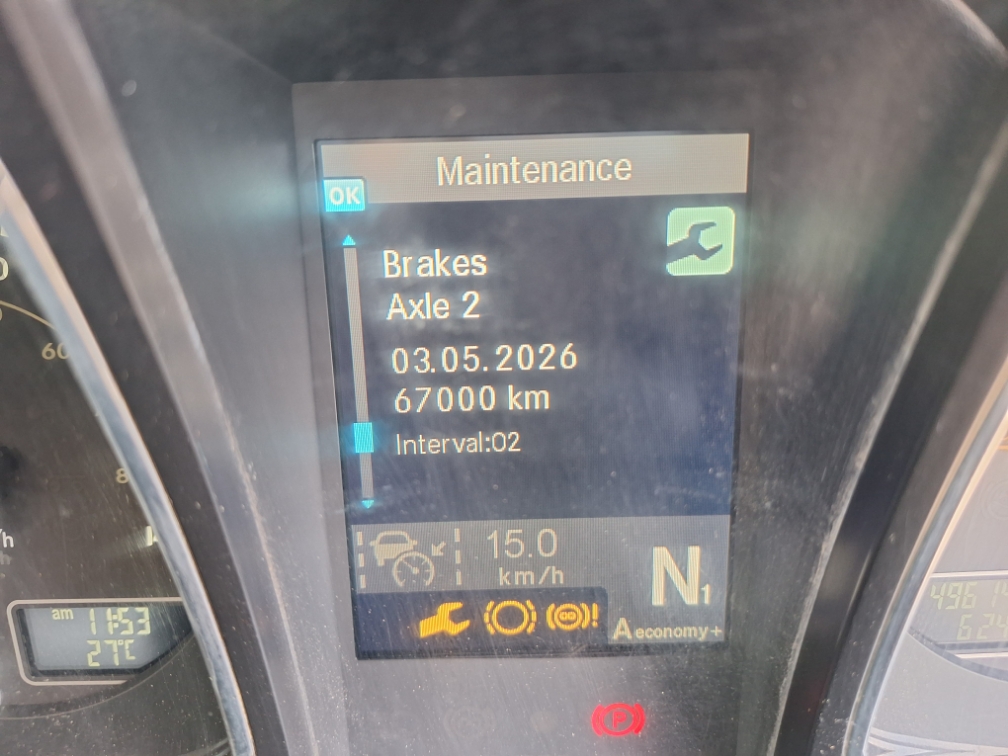 Maintenance
OK
Brakes
Axle 2
03.05.2026
67000 km
Interval:02
60
15.0
km/h
N1
A economy+
am 11:53
27°C
P